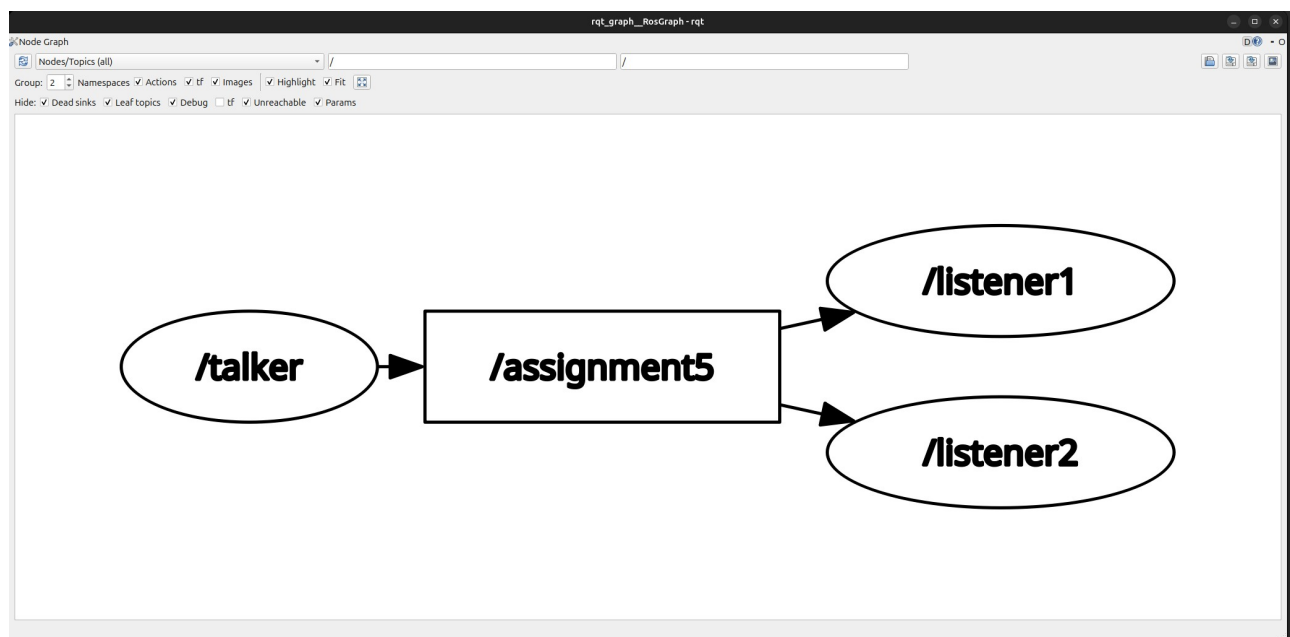 rqt_graph__RosGraph - rqt
Node Graph
D - O
Nodes/Topics (all) / /
Group: 2 Namespaces Actions tf Images Highlight Fit
Hide: Dead sinks Leaf topics Debug tf Unreachable Params
/listener1
/talker /assignment5
/listener2